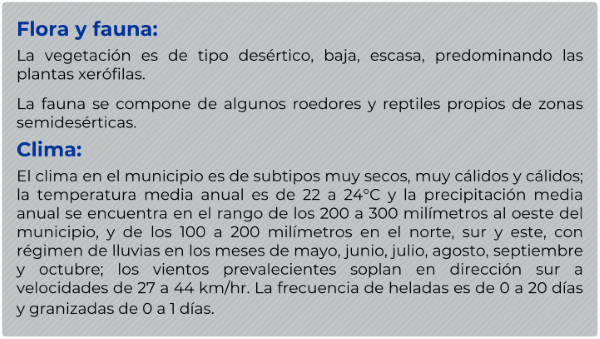 Flora y fauna:
La vegetación es de tipo desértico, baja, escasa, predominando las
plantas xerófilas.
La fauna se compone de algunos roedores y reptiles propios de zonas
semidesérticas.
Clima:
El clima en el municipio es de subtipos muy secos, muy cálidos y cálidos;
la temperatura media anual es de 22 a 24°C y la precipitación media
anual se encuentra en el rango de los 200 a 300 milímetros al oeste del
municipio, y de los 100 a 200 milímetros en el norte, sur y este, con
régimen de lluvias en los meses de mayo, junio, julio, agosto, septiembre
y octubre; los vientos prevalecientes soplan en dirección sur a
velocidades de 27 a 44 km/hr. La frecuencia de heladas es de 0 a 20 días
y granizadas de 0 a 1 días.